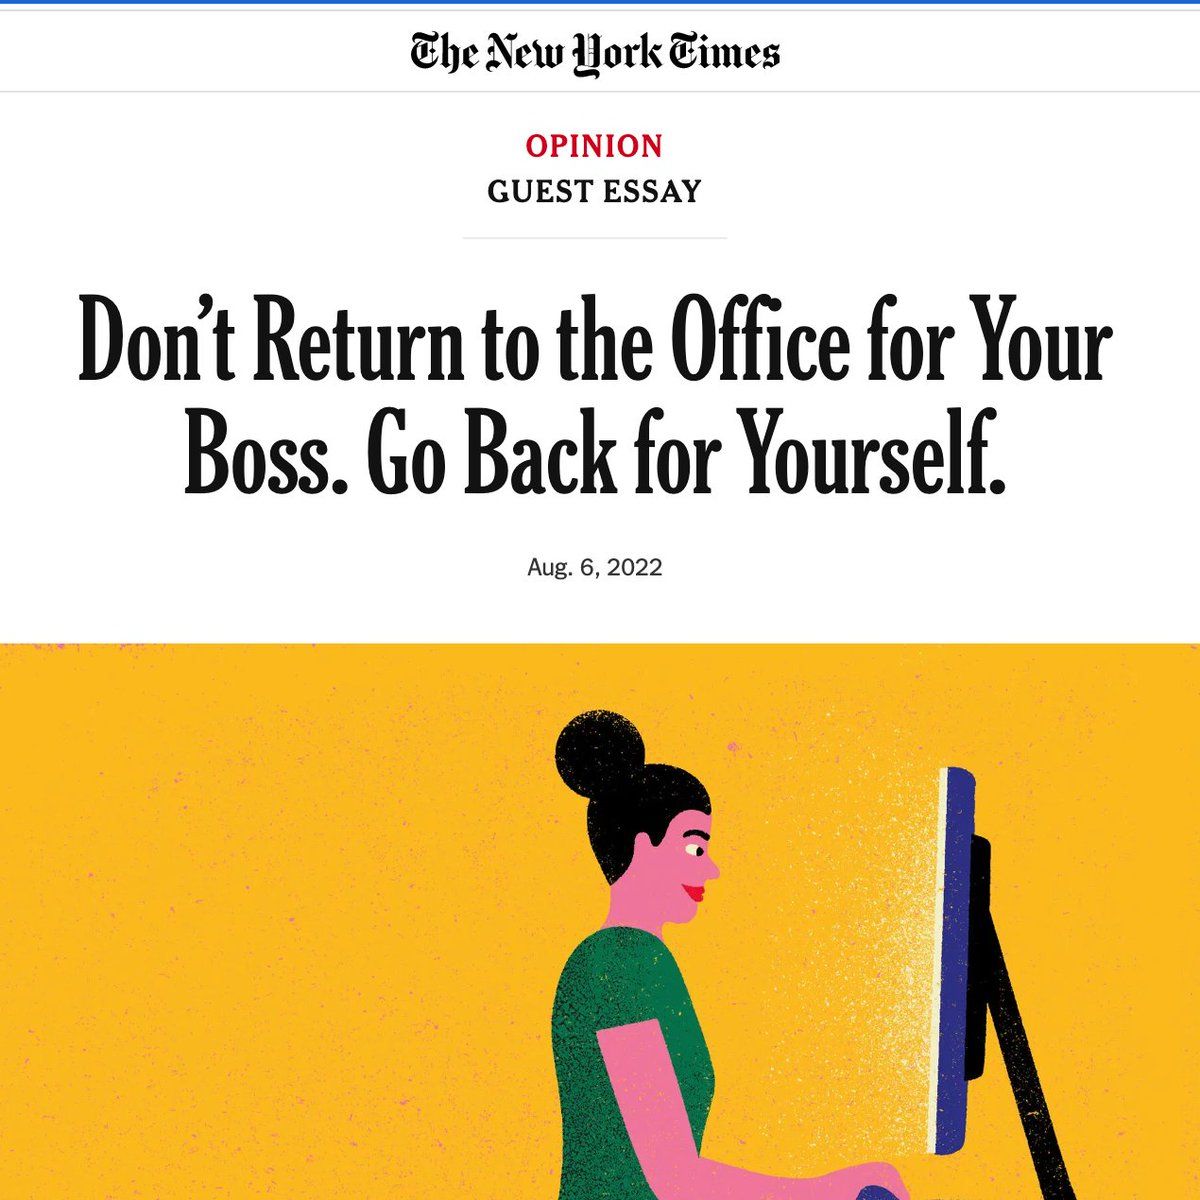 The New York Times
OPINION
GUEST ESSAY
Don’t Return to the Office for Your
Boss. Go Back for Yourself.
Aug. 6, 2022